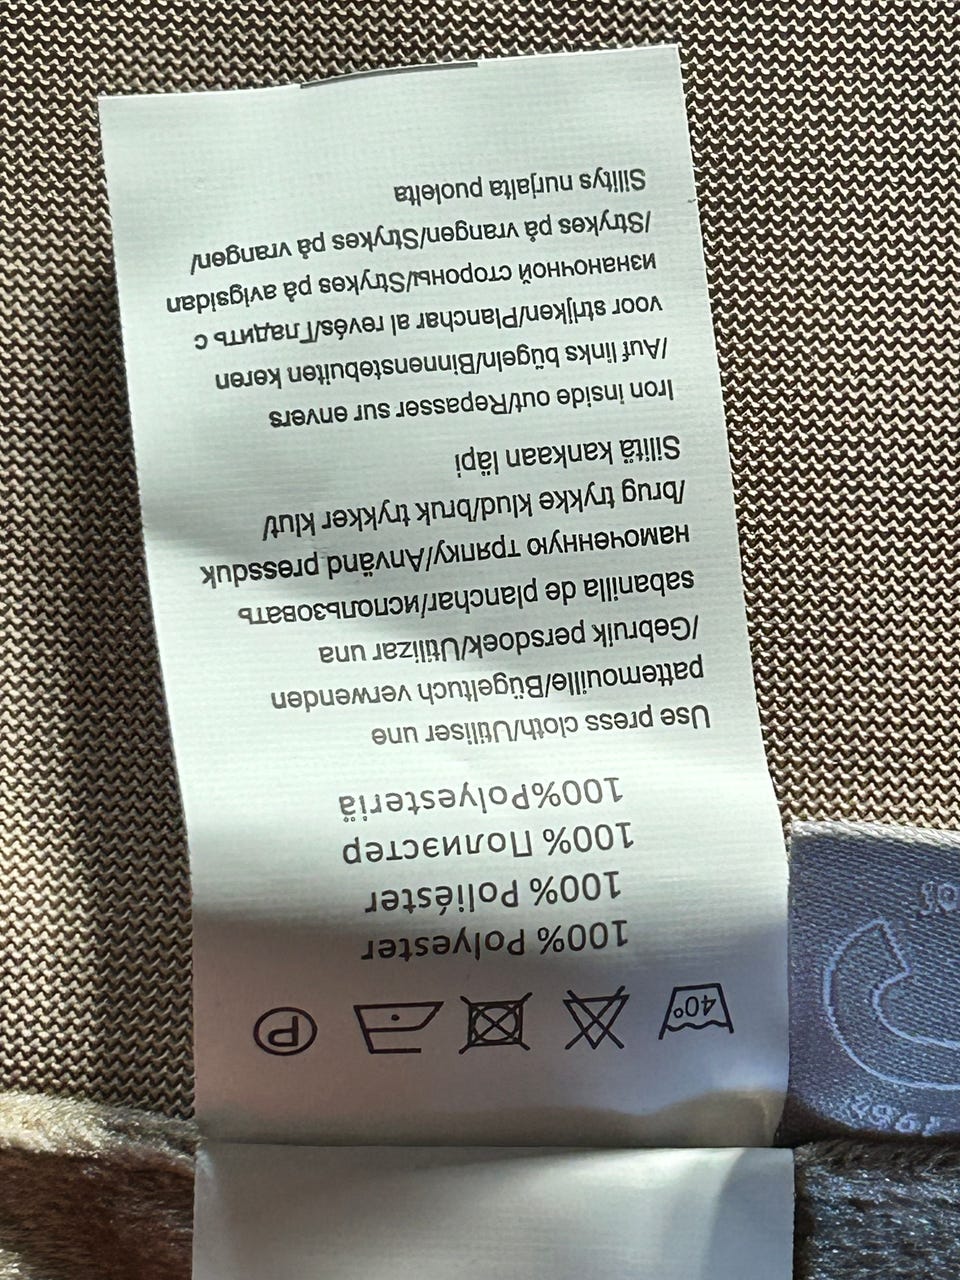 40°
P
100% Polyester
100% Poliéster
100% Полиэстер
100%Polyesteriä
Use press cloth/Utiliser une
pattemouille/Bügeltuch verwenden
/Gebruik persdoek/Utilizar una
sabanilla de planchar/использовать
намоченную тряпку/Använd pressduk
/brug trykke klud/bruk trykker klut/
Silitä kankaan läpi
Iron inside out/Repasser sur envers
/Auf links bügeln/Binnenstebuiten keren
voor strijken/Planchar al revés/Гладить с
изнаночной стороны/Strykes på avigsidan
/Strykes på vrangen/Strykes på vrangen/
Silitys nurjalta puolelta